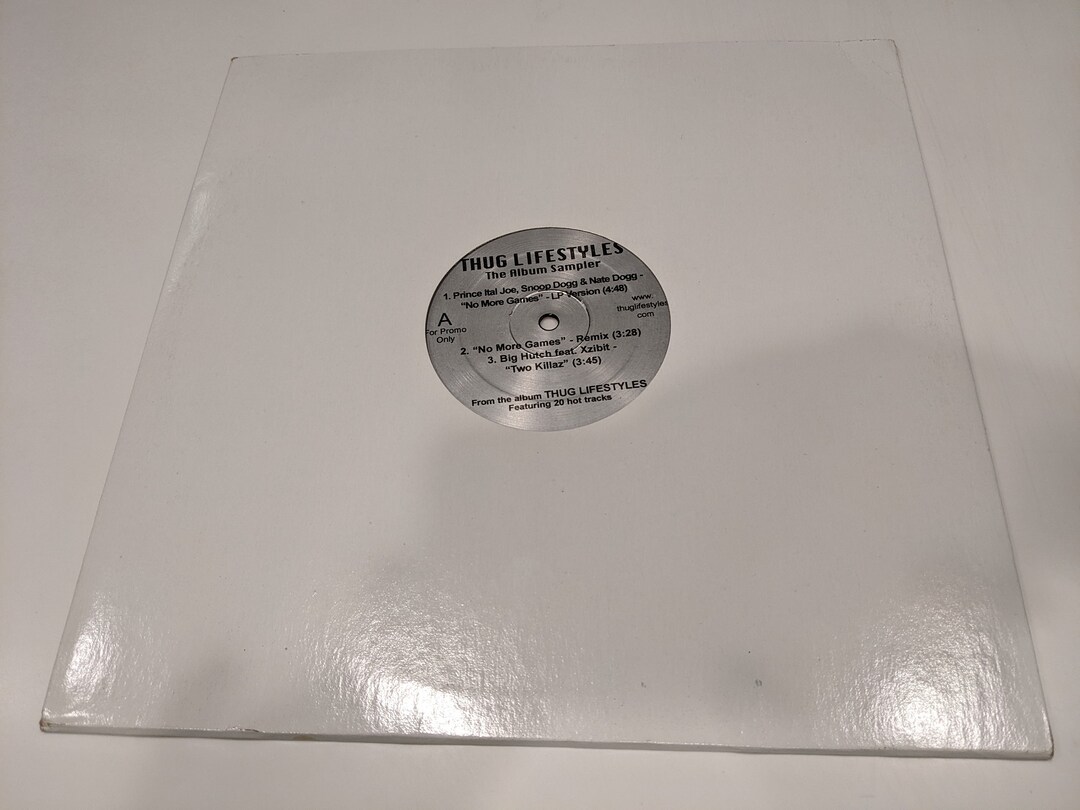 THUG LIFESTYLES
The Album Sampler
1. Prince Ital Joe, Snoop Dogg & Nate Dogg -
"No More Games" - LP Version (4:48)
www.
thuglifestyles
com
A
For Promo
Only
2. "No More Games" - Remix (3:28)
3. Big Hutch feat. Xzibit -
"Two Killaz" (3:45)
From the album THUG LIFESTYLES
Featuring 20 hot tracks